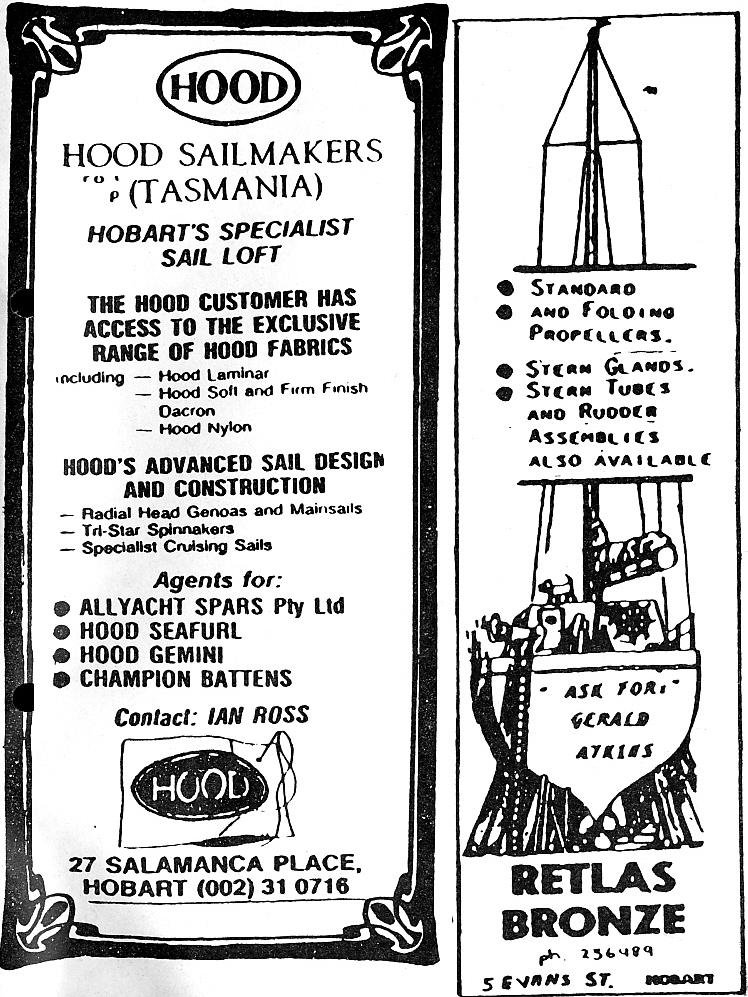 HOOD
HOOD SAILMAKERS
(TASMANIA)
HOBART'S SPECIALIST
SAIL LOFT
THE HOOD CUSTOMER HAS
ACCESS TO THE EXCLUSIVE
RANGE OF HOOD FABRICS
including — Hood Laminar
— Hood Soft and Firm Finish
Dacron
— Hood Nylon
HOOD'S ADVANCED SAIL DESIGN
AND CONSTRUCTION
— Radial Head Genoas and Mainsails
— Tri-Star Spinnakers
— Specialist Cruising Sails
Agents for:
● ALLYACHT SPARS Pty Ltd
● HOOD SEAFURL
● HOOD GEMINI
● CHAMPION BATTENS
Contact: IAN ROSS
HOOD
27 SALAMANCA PLACE,
HOBART (002) 31 0716
● STANDARD
● AND FOLDING
PROPELLERS.
● STERN GLANDS.
● STERN TUBES
AND RUDDER
ASSEMBLIES
ALSO AVAILABLE
- ASK FOR: -
GERALD
ATKINS
RETLAS
BRONZE
ph. 236489
5 EVANS ST. HOBART